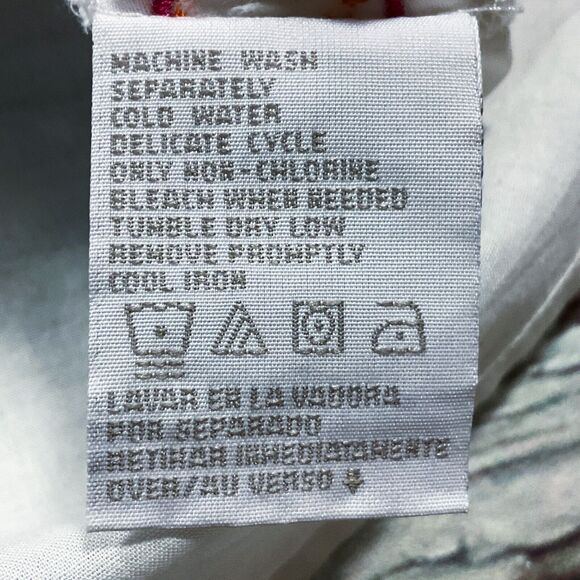 MACHINE WASH
SEPARATELY
COLD WATER
DELICATE CYCLE
ONLY NON-CHLORINE
BLEACH WHEN NEEDED
TUMBLE DRY LOW
REMOVE PROMPTLY
COOL IRON
LAVAR EN LA VADORA
POR SEPARADO
RETIRAR INMEDIATAMENTE
OVER/AU VERSO